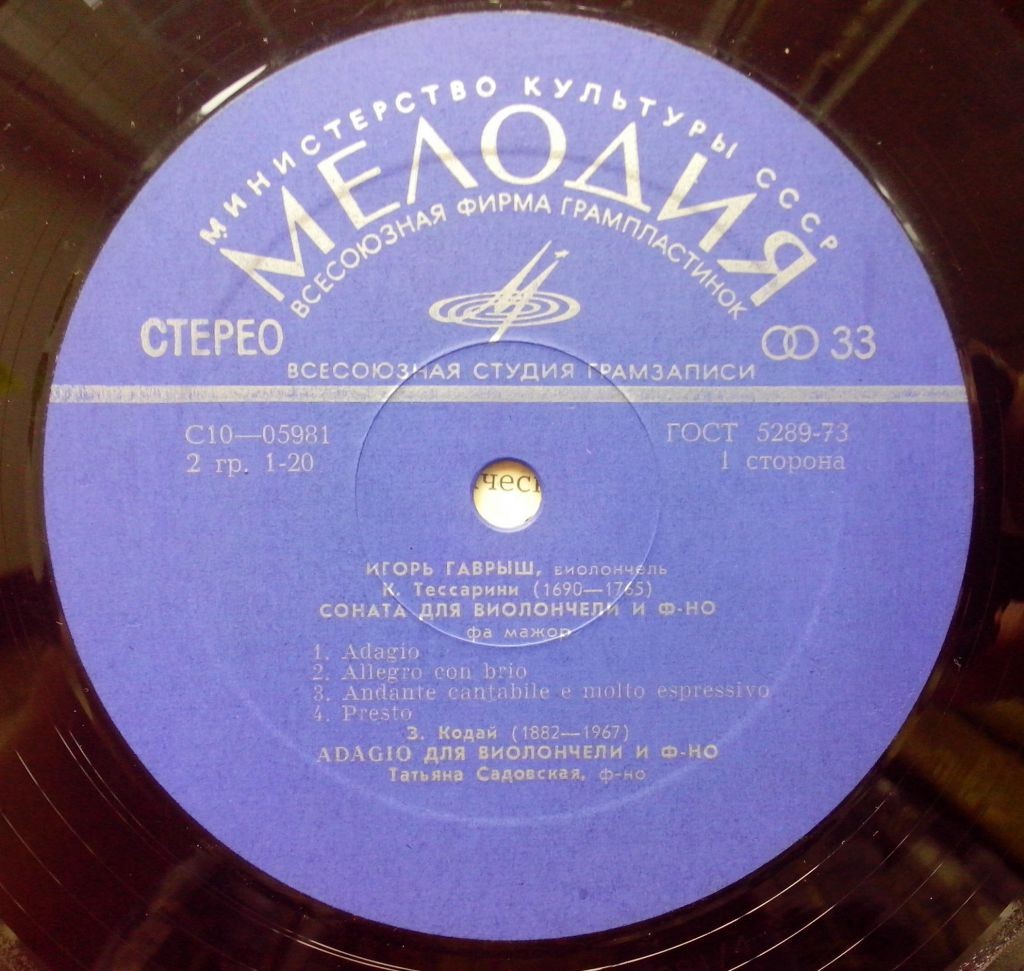 МИНИСТЕРСТВО КУЛЬТУРЫ СССР
МЕЛОДИЯ
ВСЕСОЮЗНАЯ ФИРМА ГРАМПЛАСТИНОК
СТЕРЕО
33
ВСЕСОЮЗНАЯ СТУДИЯ ГРАМЗАПИСИ
С10—05981
ГОСТ 5289-73
2 гр. 1-20
1 сторона
ИГОРЬ ГАВРЫШ, виолончель
К. Тессарини (1690—1765)
СОНАТА ДЛЯ ВИОЛОНЧЕЛИ И Ф-НО
фа мажор
1. Adagio
2. Allegro con brio
3. Andante cantabile e molto espressivo
4. Presto
З. Кодай (1882—1967)
ADAGIO ДЛЯ ВИОЛОНЧЕЛИ И Ф-НО
Татьяна Садовская, ф-но